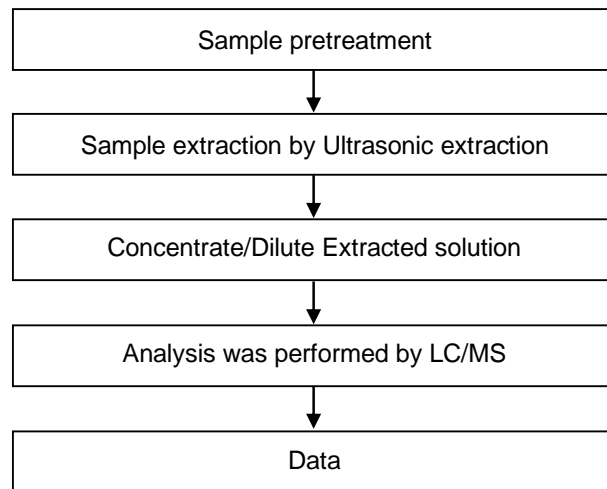 Sample pretreatment
Sample extraction by Ultrasonic extraction
Concentrate/Dilute Extracted solution
Analysis was performed by LC/MS
Data